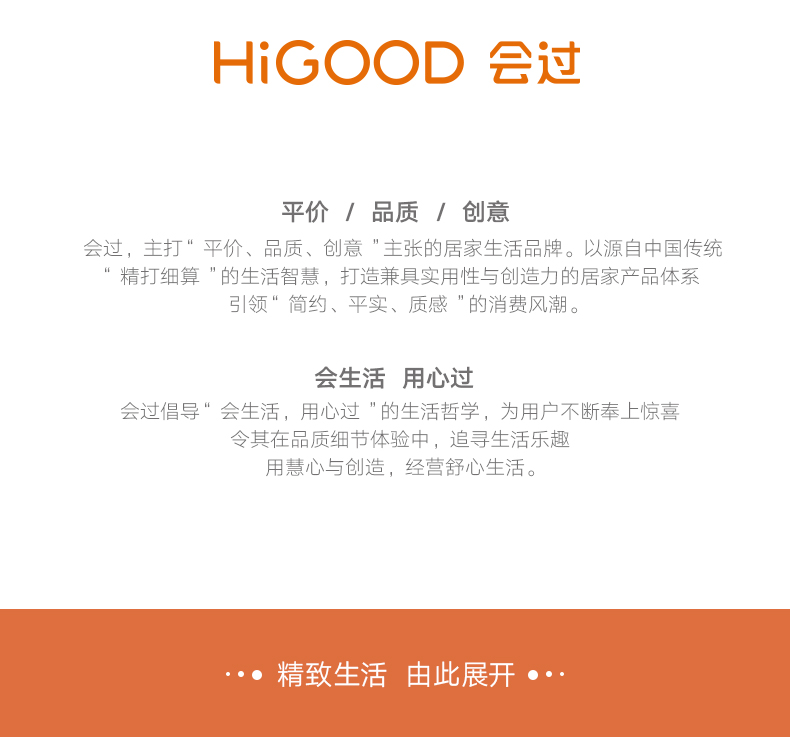 HiGOOD 会过
平价 / 品质 / 创意
会过，主打“平价、品质、创意”主张的居家生活品牌。以源自中国传统
“精打细算”的生活智慧，打造兼具实用性与创造力的居家产品体系
引领“简约、平实、质感”的消费风潮。
会生活 用心过
会过倡导“会生活，用心过”的生活哲学，为用户不断奉上惊喜
令其在品质细节体验中，追寻生活乐趣
用慧心与创造，经营舒心生活。
精致生活 由此展开